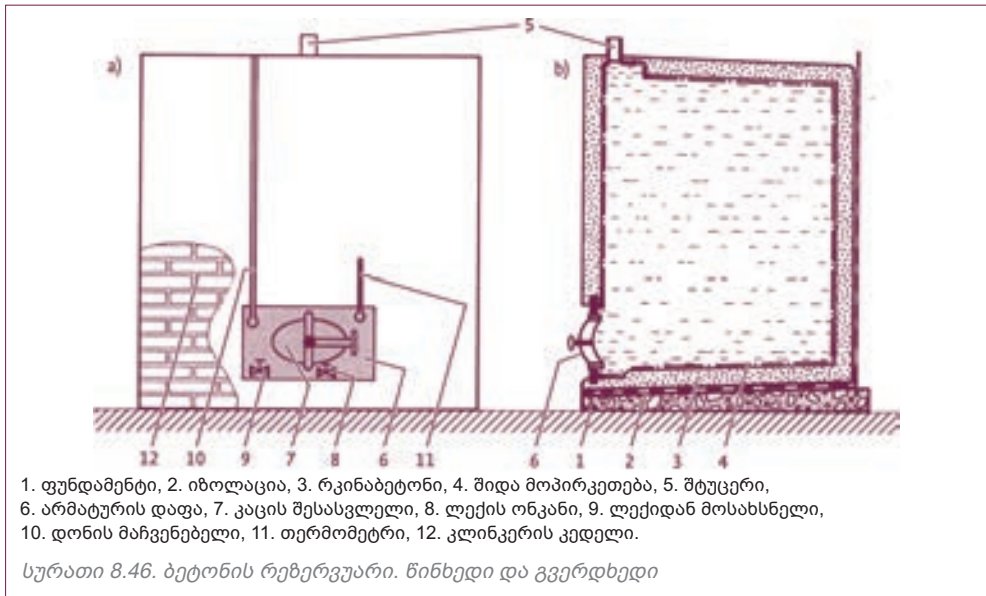 5
a)
b)
12 10 9 7 8 6 11 6 1 2 3 4
1. ფუნდამენტი, 2. იზოლაცია, 3. რკინაბეტონი, 4. შიდა მოპირკეთება, 5. შტუცერი,
6. არმატურის დაფა, 7. კაცის შესასვლელი, 8. ლექის ონკანი, 9. ლექიდან მოსახსნელი,
10. დონის მაჩვენებელი, 11. თერმომეტრი, 12. კლინკერის კედელი.
სურათი 8.46. ბეტონის რეზერვუარი. წინხედი და გვერდხედი